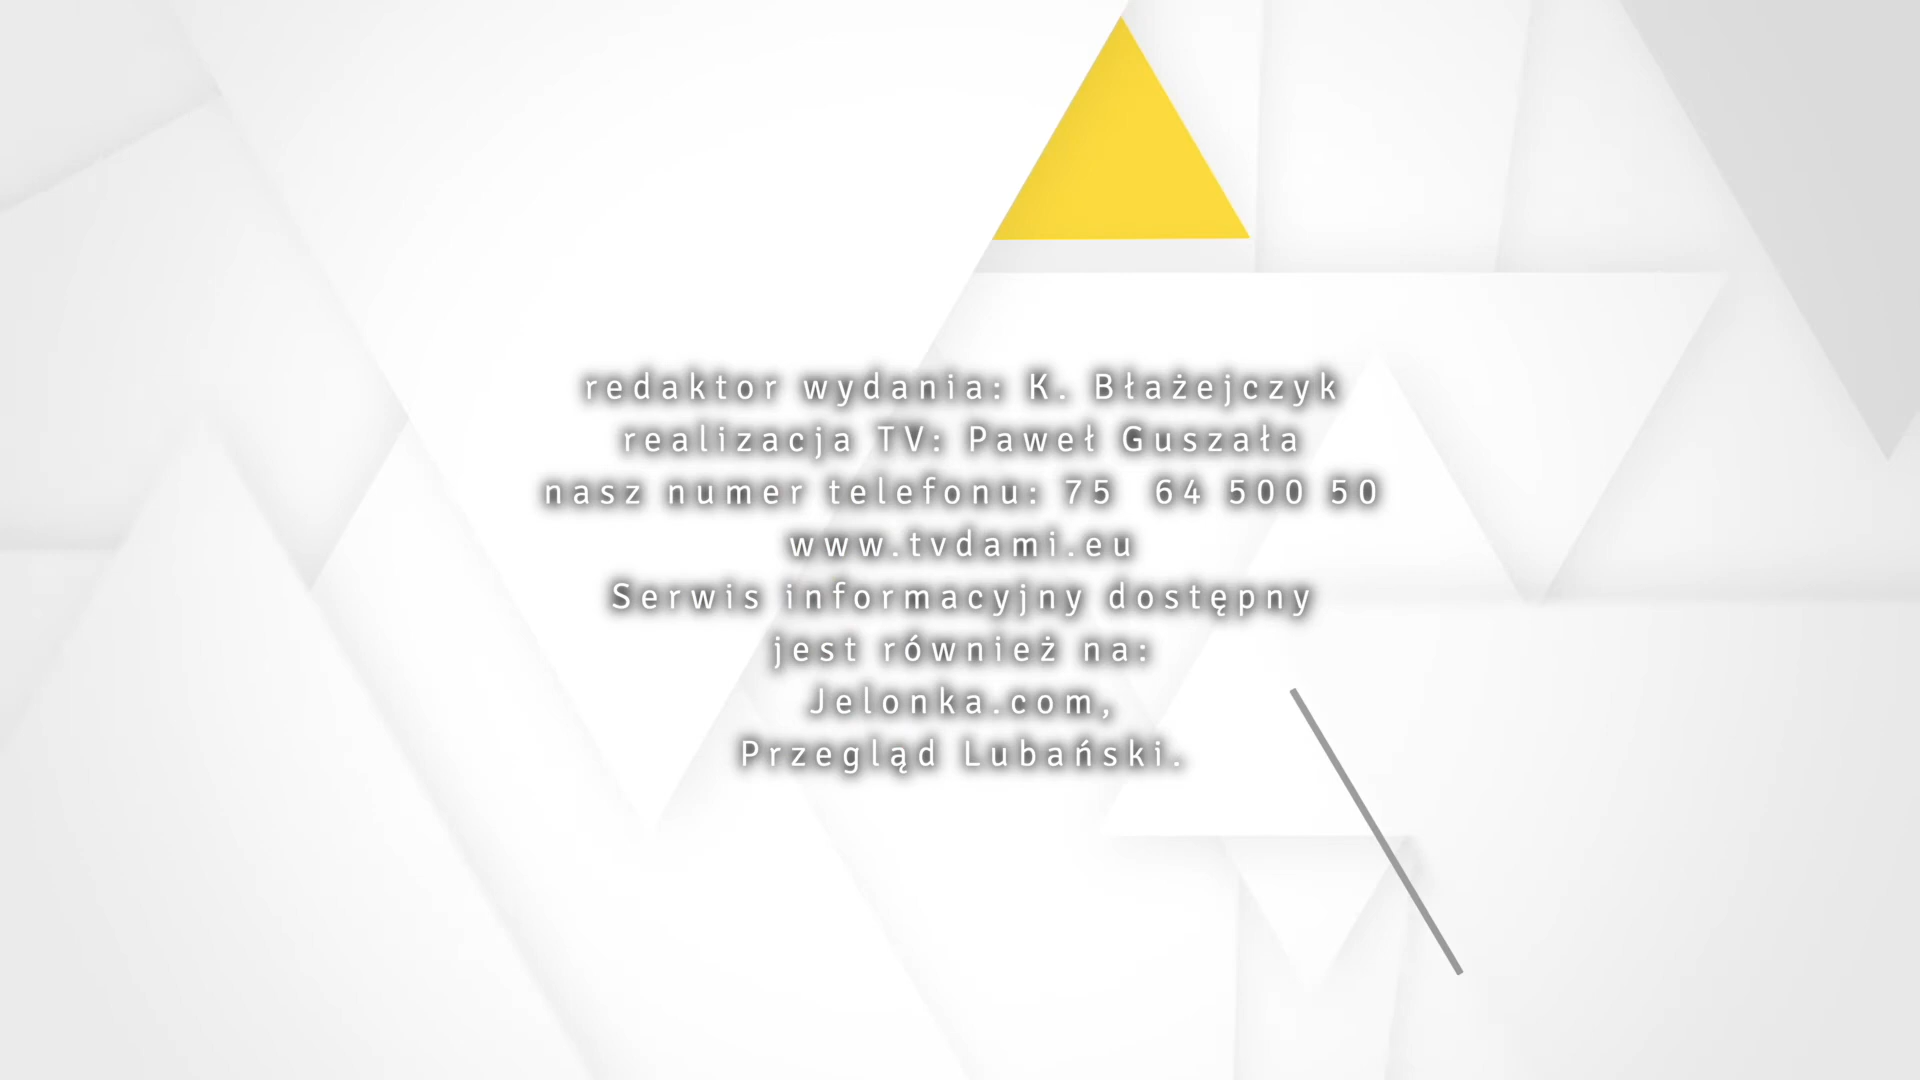 redaktor wydania: K. Błażejczyk
realizacja TV: Paweł Guszała
nasz numer telefonu: 75  64 500 50
www.tvdami.eu
Serwis informacyjny dostępny
jest również na:
Jelonka.com,
Przegląd Lubański.